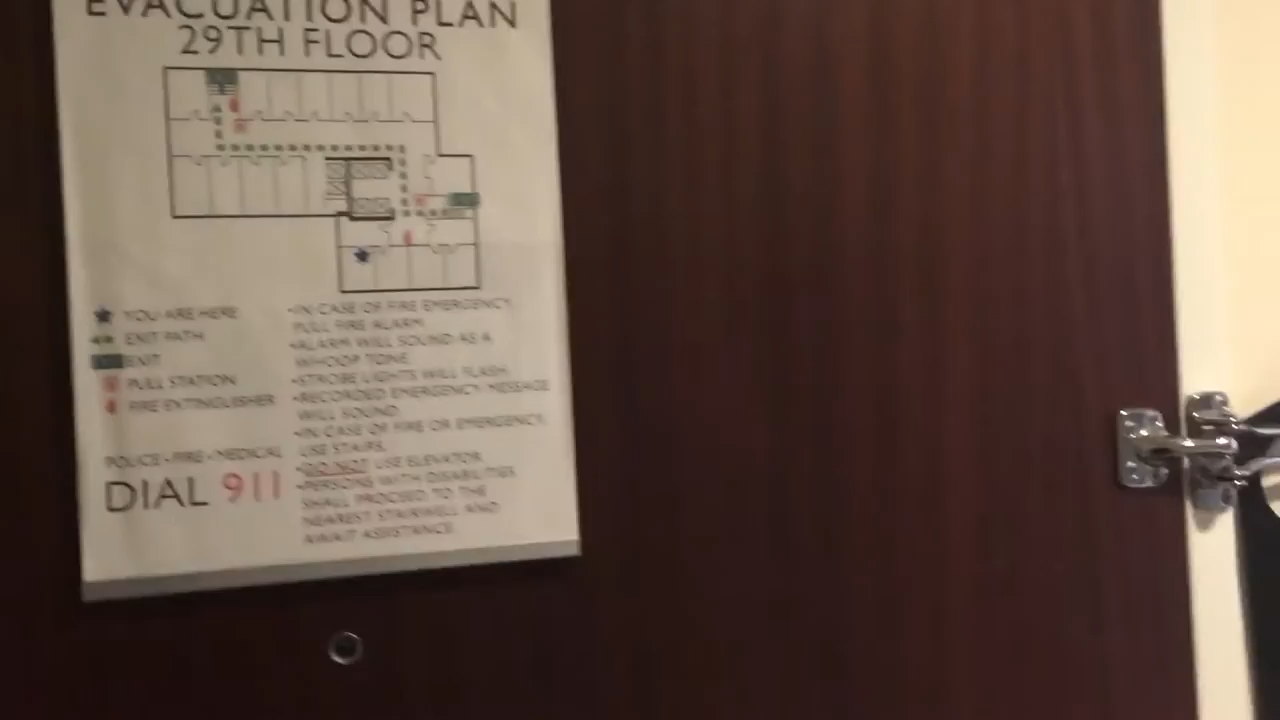 EVACUATION PLAN
29TH FLOOR
YOU ARE HERE
EXIT PATH
EXIT
PULL STATION
FIRE EXTINGUISHER
POLICE-FIRE-MEDICAL
DIAL 911
•IN CASE OF FIRE EMERGENCY,
PULL FIRE ALARM
•ALARM WILL SOUND AS A
WHOOP TONE
•STROBE LIGHTS WILL FLASH
•RECORDED EMERGENCY MESSAGE
WILL SOUND
•IN CASE OF FIRE OR EMERGENCY,
USE STAIRS.
•DO NOT USE ELEVATOR
•PERSONS WITH DISABILITIES
SHALL PROCEED TO THE
NEAREST STAIRWELL AND
AWAIT ASSISTANCE